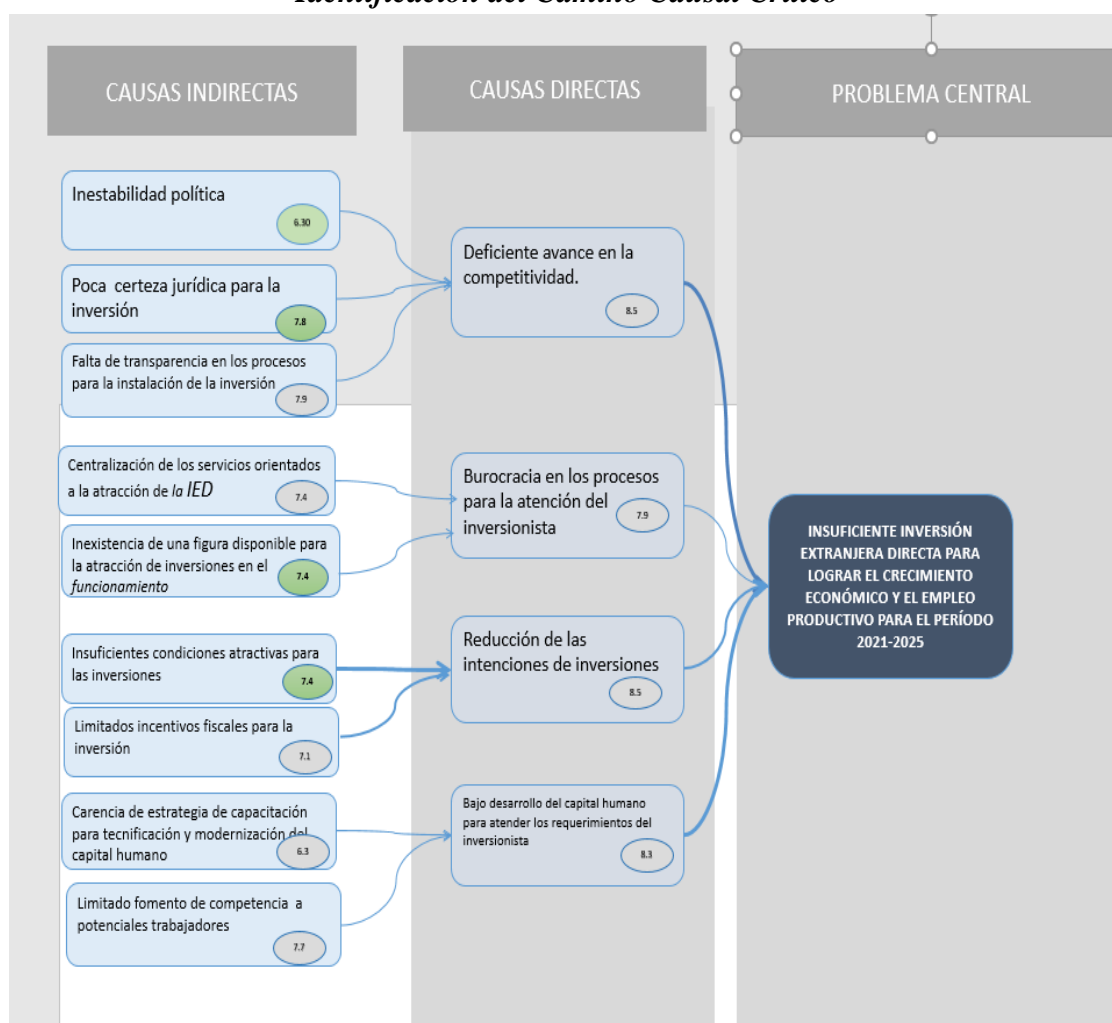 Identificación del Camino Causal Crítico
CAUSAS INDIRECTAS
CAUSAS DIRECTAS
PROBLEMA CENTRAL
Inestabilidad política
6.30
Poca certeza jurídica para la
inversión
7.8
Falta de transparencia en los procesos
para la instalación de la inversión
7.9
Deficiente avance en la
competitividad.
8.5
Centralización de los servicios orientados
a la atracción de la IED
7.4
Inexistencia de una figura disponible para
la atracción de inversiones en el
funcionamiento
7.4
Burocracia en los procesos
para la atención del
inversionista
7.9
Insuficientes condiciones atractivas para
las inversiones
7.4
Limitados incentivos fiscales para la
inversión
7.1
Reducción de las
intenciones de inversiones
8.5
Carencia de estrategia de capacitación
para tecnificación y modernización del
capital humano
6.3
Limitado fomento de competencia a
potenciales trabajadores
7.7
Bajo desarrollo del capital humano
para atender los requerimientos del
inversionista
8.3
INSUFICIENTE INVERSIÓN
EXTRANJERA DIRECTA PARA
LOGRAR EL CRECIMIENTO
ECONÓMICO Y EL EMPLEO
PRODUCTIVO PARA EL PERÍODO
2021-2025